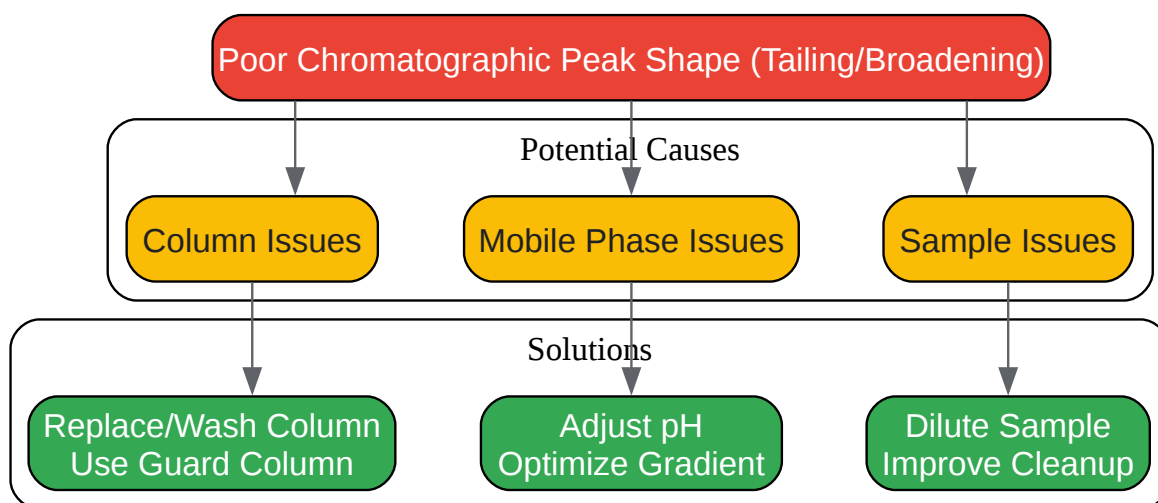 Poor Chromatographic Peak Shape (Tailing/Broadening)
Potential Causes
Column Issues
Mobile Phase Issues
Sample Issues
Solutions
Replace/Wash Column
Use Guard Column
Adjust pH
Optimize Gradient
Dilute Sample
Improve Cleanup